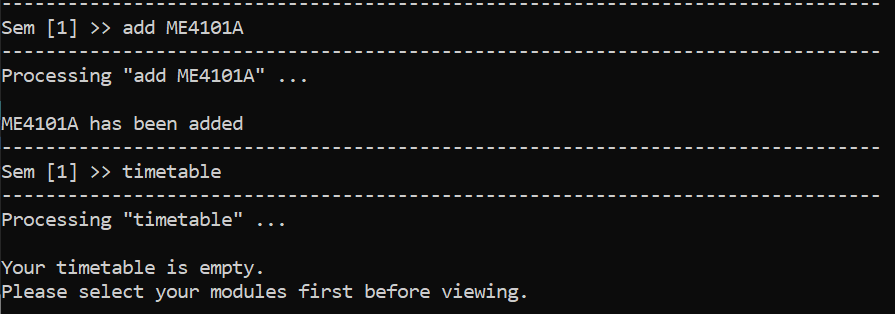 --------------------------------------------------------------------------------
Sem [1] >> add ME4101A
--------------------------------------------------------------------------------
Processing "add ME4101A" ...
ME4101A has been added
--------------------------------------------------------------------------------
Sem [1] >> timetable
--------------------------------------------------------------------------------
Processing "timetable" ...
Your timetable is empty.
Please select your modules first before viewing.